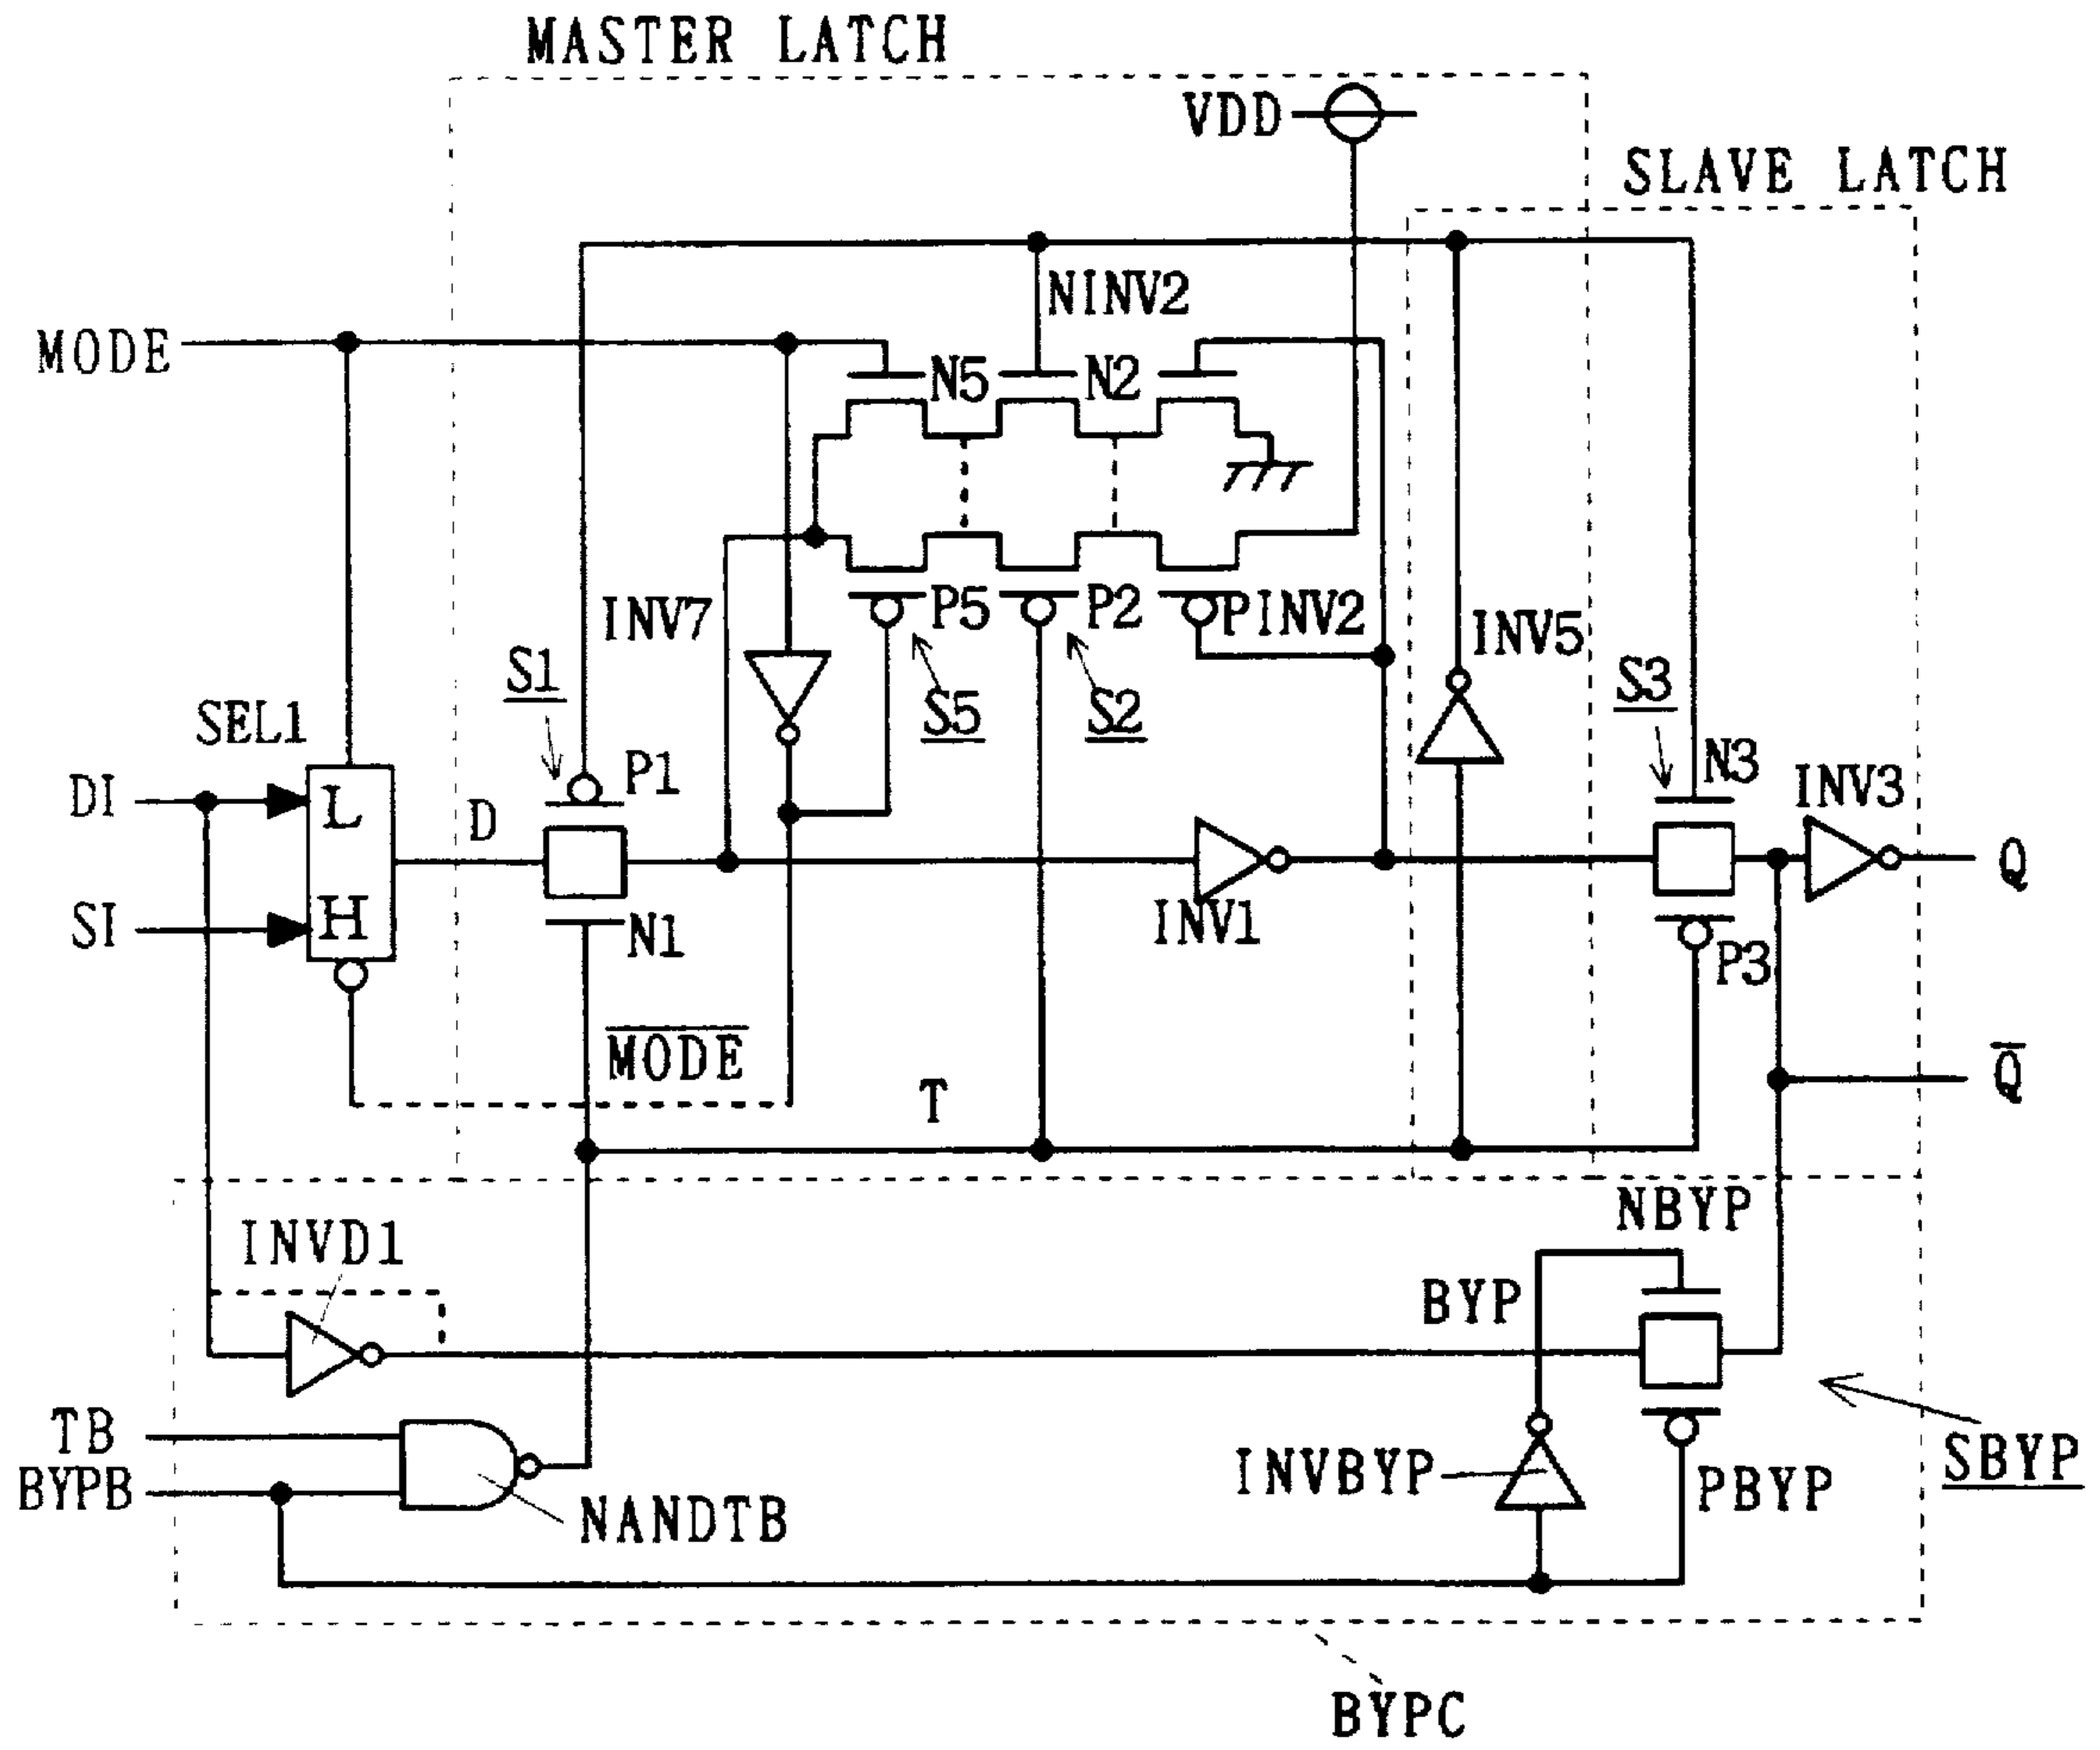 MASTER LATCH
VDD
SLAVE LATCH
NINV2
MODE
N5
N2
INV7
P5
P2
PINV2
INV5
S1
S5
S2
S3
SEL1
P1
N3
INV3
DI
L
D
Q
SI
H
N1
INV1
P3
M̅O̅D̅E̅
T
Q̅
NBYP
INVD1
BYP
TB
BYPB
NANDTB
INVBYP
PBYP
SBYP
BYPC